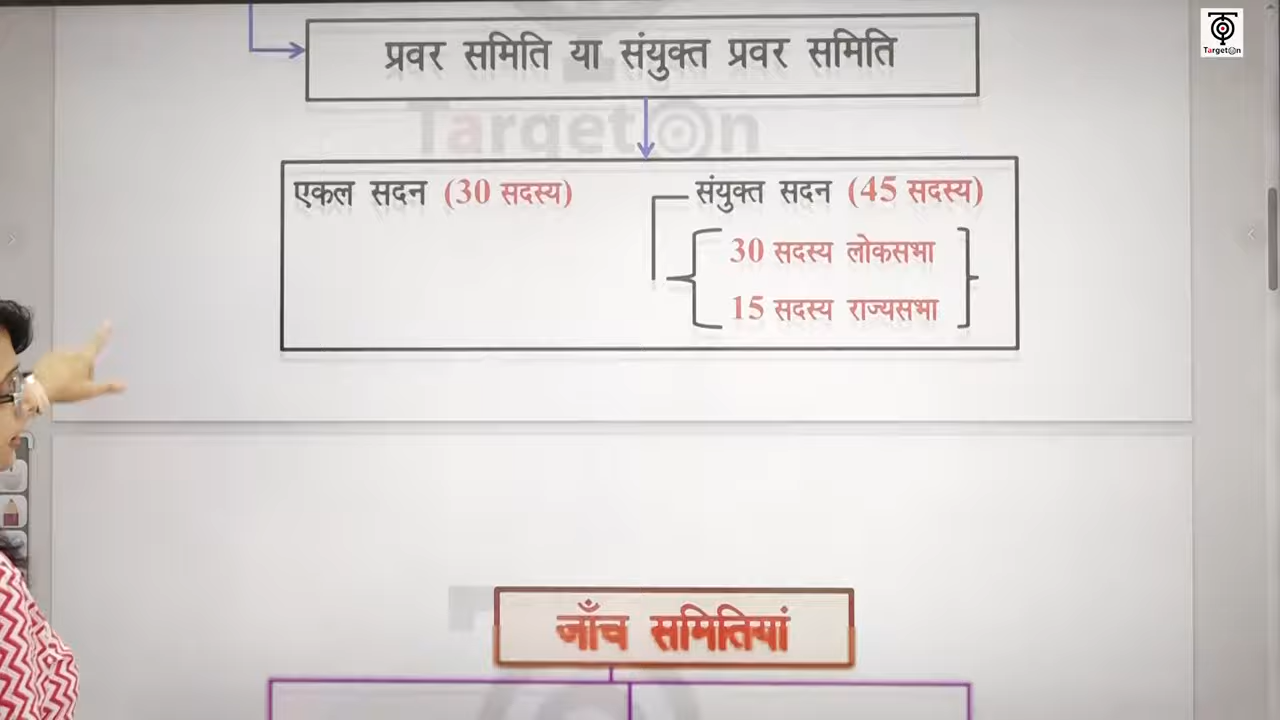 TargetOn
प्रवर समिति या संयुक्त प्रवर समिति
TargetOn
एकल सदन (30 सदस्य)
संयुक्त सदन (45 सदस्य)
30 सदस्य लोकसभा
15 सदस्य राज्यसभा
जाँच समितियां